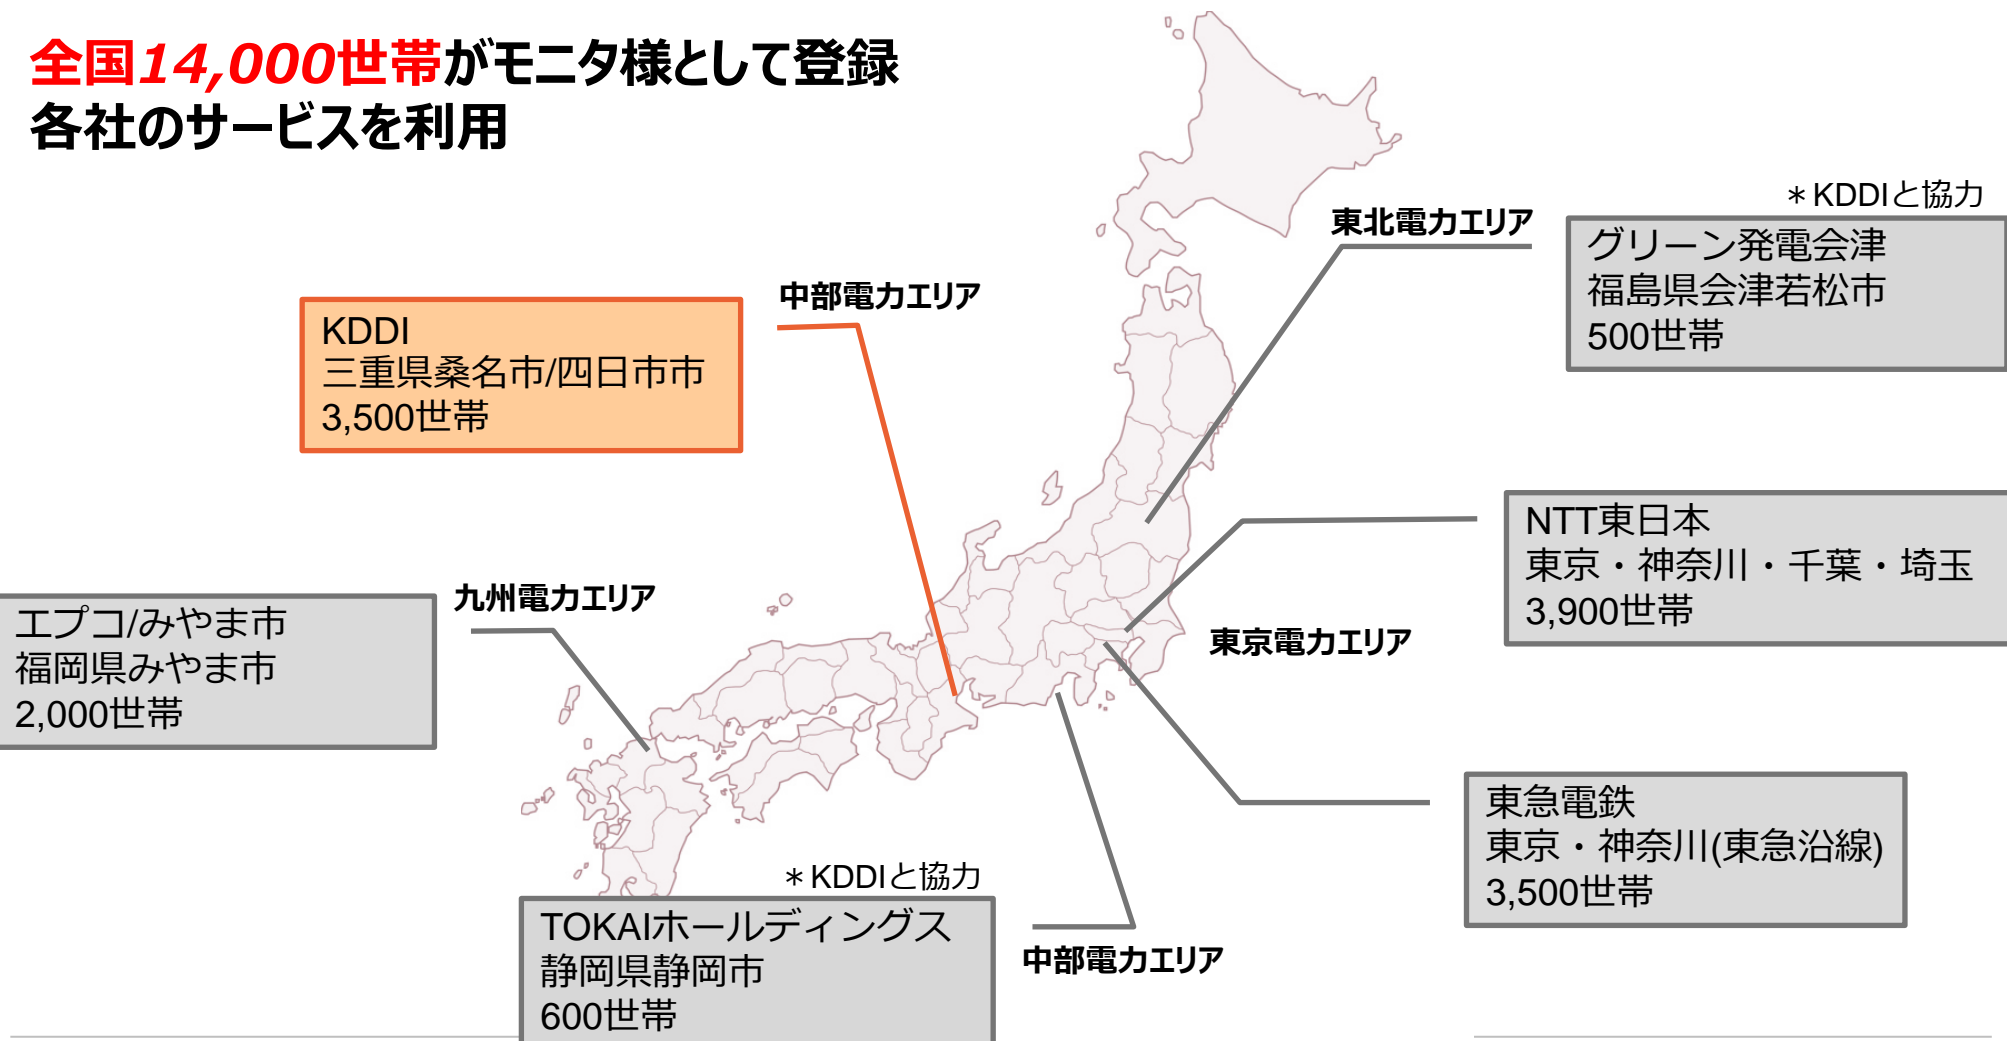 全国14,000世帯がモニタ様として登録
各社のサービスを利用
＊KDDIと協力
東北電力エリア
グリーン発電会津
福島県会津若松市
500世帯
中部電力エリア
KDDI
三重県桑名市/四日市市
3,500世帯
NTT東日本
東京・神奈川・千葉・埼玉
3,900世帯
九州電力エリア
エプコ/みやま市
福岡県みやま市
2,000世帯
東京電力エリア
東急電鉄
東京・神奈川(東急沿線)
3,500世帯
＊KDDIと協力
TOKAIホールディングス
静岡県静岡市
600世帯
中部電力エリア